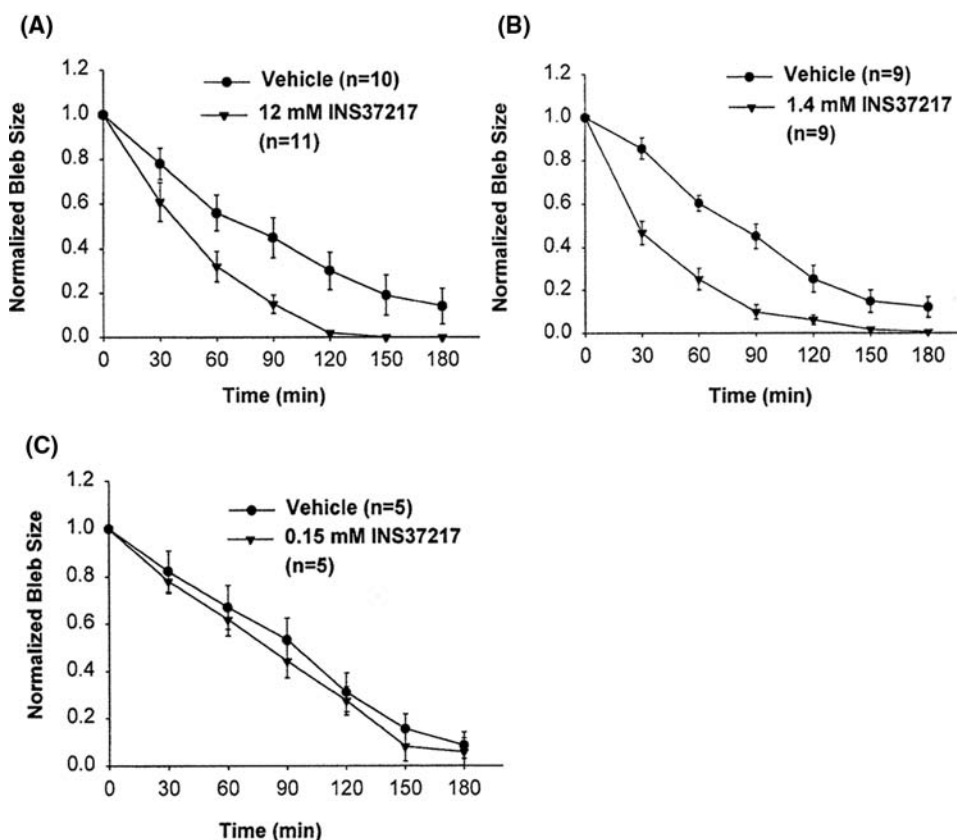 (A)
1.2
1.0
0.8
0.6
0.4
0.2
0.0
Normalized Bleb Size
Vehicle (n=10)
12 mM INS37217
(n=11)
0 30 60 90 120 150 180
Time (min)
(B)
1.2
1.0
0.8
0.6
0.4
0.2
0.0
Normalized Bleb Size
Vehicle (n=9)
1.4 mM INS37217
(n=9)
0 30 60 90 120 150 180
Time (min)
(C)
1.2
1.0
0.8
0.6
0.4
0.2
0.0
Normalized Bleb Size
Vehicle (n=5)
0.15 mM INS37217
(n=5)
0 30 60 90 120 150 180
Time (min)